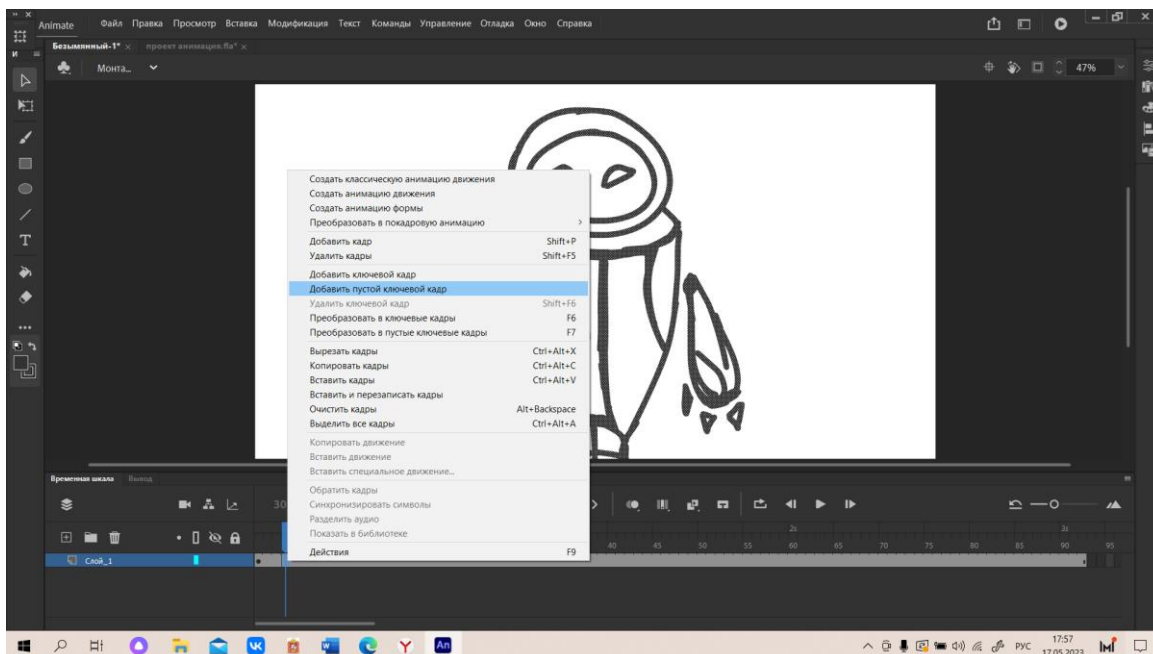 Animate Файл Правка Просмотр Вставка Модификация Текст Команды Управление Отладка Окно Справка
Безымянный-1* × проект анимация.fla* ×
Монта... 47%
Создать классическую анимацию движения
Создать анимацию движения
Создать анимацию формы
Преобразовать в покадровую анимацию
Добавить кадр Shift+P
Удалить кадры Shift+F5
Добавить ключевой кадр
Добавить пустой ключевой кадр
Удалить ключевой кадр Shift+F6
Преобразовать в ключевые кадры F6
Преобразовать в пустые ключевые кадры F7
Вырезать кадры Ctrl+Alt+X
Копировать кадры Ctrl+Alt+C
Вставить кадры Ctrl+Alt+V
Вставить и перезаписать кадры
Очистить кадры Alt+Backspace
Выделить все кадры Ctrl+Alt+A
Копировать движение
Вставить движение
Вставить специальное движение...
Обратить кадры
Синхронизировать символы
Разделить аудио
Показать в библиотеке
Действия F9
Временная шкала Вывод
30
2s 3s
40 45 50 55 60 65 70 75 80 85 90 95
Слой_1
РУС 17:57
17.05.2023